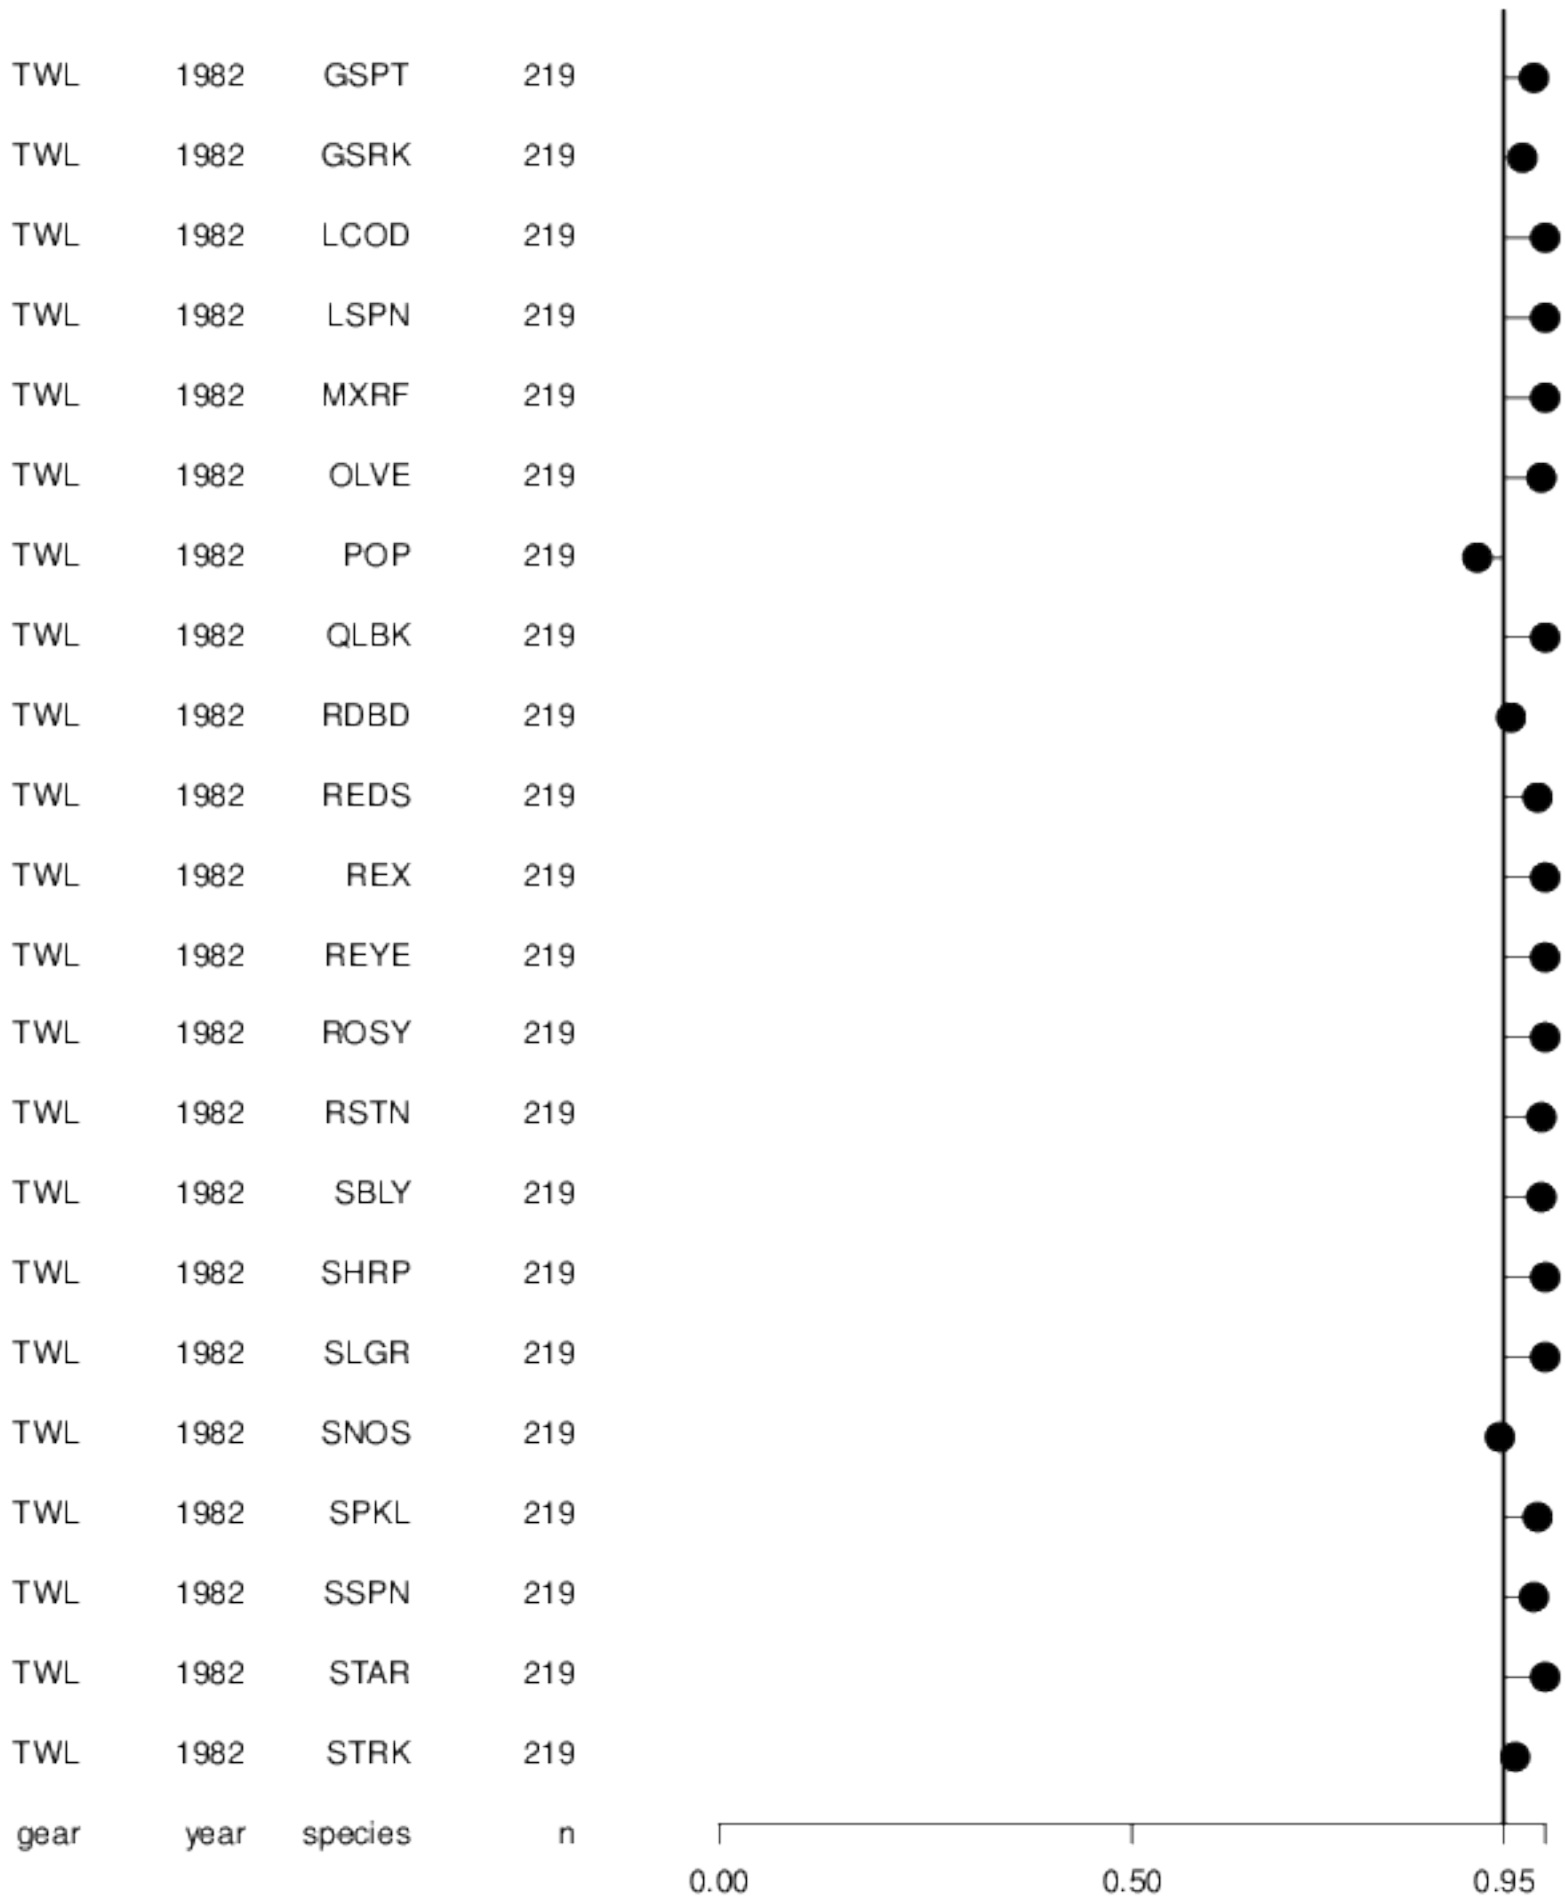 TWL 1982 GSPT 219
TWL 1982 GSRK 219
TWL 1982 LCOD 219
TWL 1982 LSPN 219
TWL 1982 MXRF 219
TWL 1982 OLVE 219
TWL 1982 POP 219
TWL 1982 QLBK 219
TWL 1982 RDBD 219
TWL 1982 REDS 219
TWL 1982 REX 219
TWL 1982 REYE 219
TWL 1982 ROSY 219
TWL 1982 RSTN 219
TWL 1982 SBLY 219
TWL 1982 SHRP 219
TWL 1982 SLGR 219
TWL 1982 SNOS 219
TWL 1982 SPKL 219
TWL 1982 SSPN 219
TWL 1982 STAR 219
TWL 1982 STRK 219
gear year species n
0.00 0.50 0.95